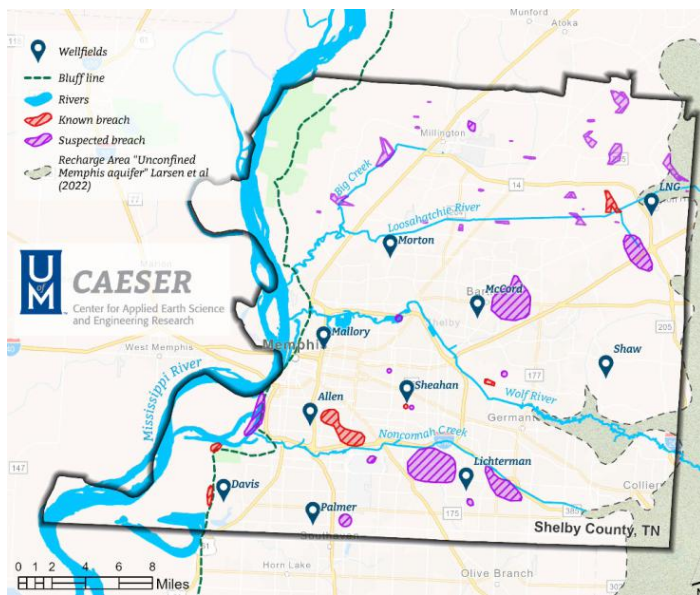 Wellfields
Bluff line
Rivers
Known breach
Suspected breach
Recharge Area "Unconfined
Memphis aquifer" Larsen et al
(2022)
U
of
M
CAESER
Center for Applied Earth Science
and Engineering Research
Munford
Atoka
Millington
14
Big Creek
LNG
Loosahatchie River
Morton
McCord
Mallory
Shelby
Memphis
West Memphis
205
Shaw
Mississippi River
Sheahan
177
Allen
Wolf River
German
Nonconnah Creek
147
Lichterman
Davis
Collier
Palmer
175
385
Southaven
Shelby County, TN
0 1 2 4 6 8
Miles
Horn Lake
Olive Branch